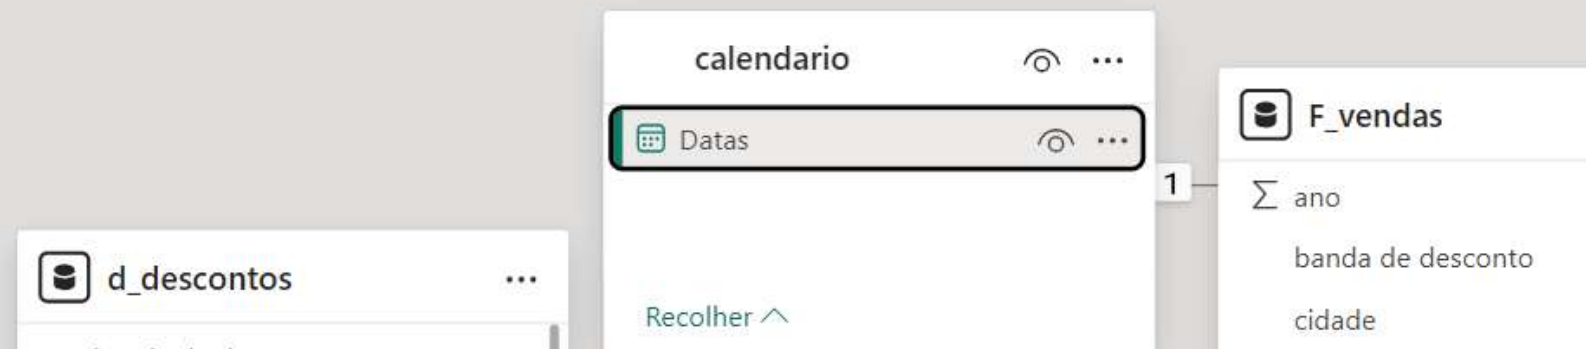 calendario
Datas
Recolher
d_descontos
1
F_vendas
ano
banda de desconto
cidade